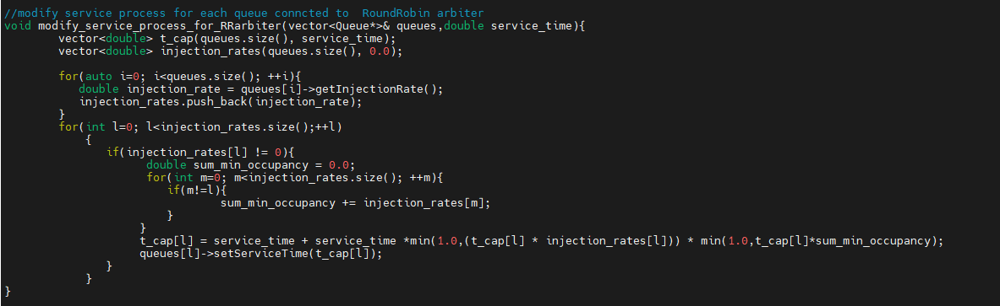 //modify service process for each queue conncted to  RoundRobin arbiter
void modify_service_process_for_RRarbiter(vector<Queue*>& queues,double service_time){
        vector<double> t_cap(queues.size(), service_time);
        vector<double> injection_rates(queues.size(), 0.0);

        for(auto i=0; i<queues.size(); ++i){
           double injection_rate = queues[i]->getInjectionRate();
           injection_rates.push_back(injection_rate);
        }
        for(int l=0; l<injection_rates.size();++l)
            {
               if(injection_rates[l] != 0){
                     double sum_min_occupancy = 0.0;
                     for(int m=0; m<injection_rates.size(); ++m){
                        if(m!=l){
                                sum_min_occupancy += injection_rates[m];
                        }
                    }
                    t_cap[l] = service_time + service_time *min(1.0,(t_cap[l] * injection_rates[l])) * min(1.0,t_cap[l]*sum_min_occupancy);
                    queues[l]->setServiceTime(t_cap[l]);
               }
            }
}